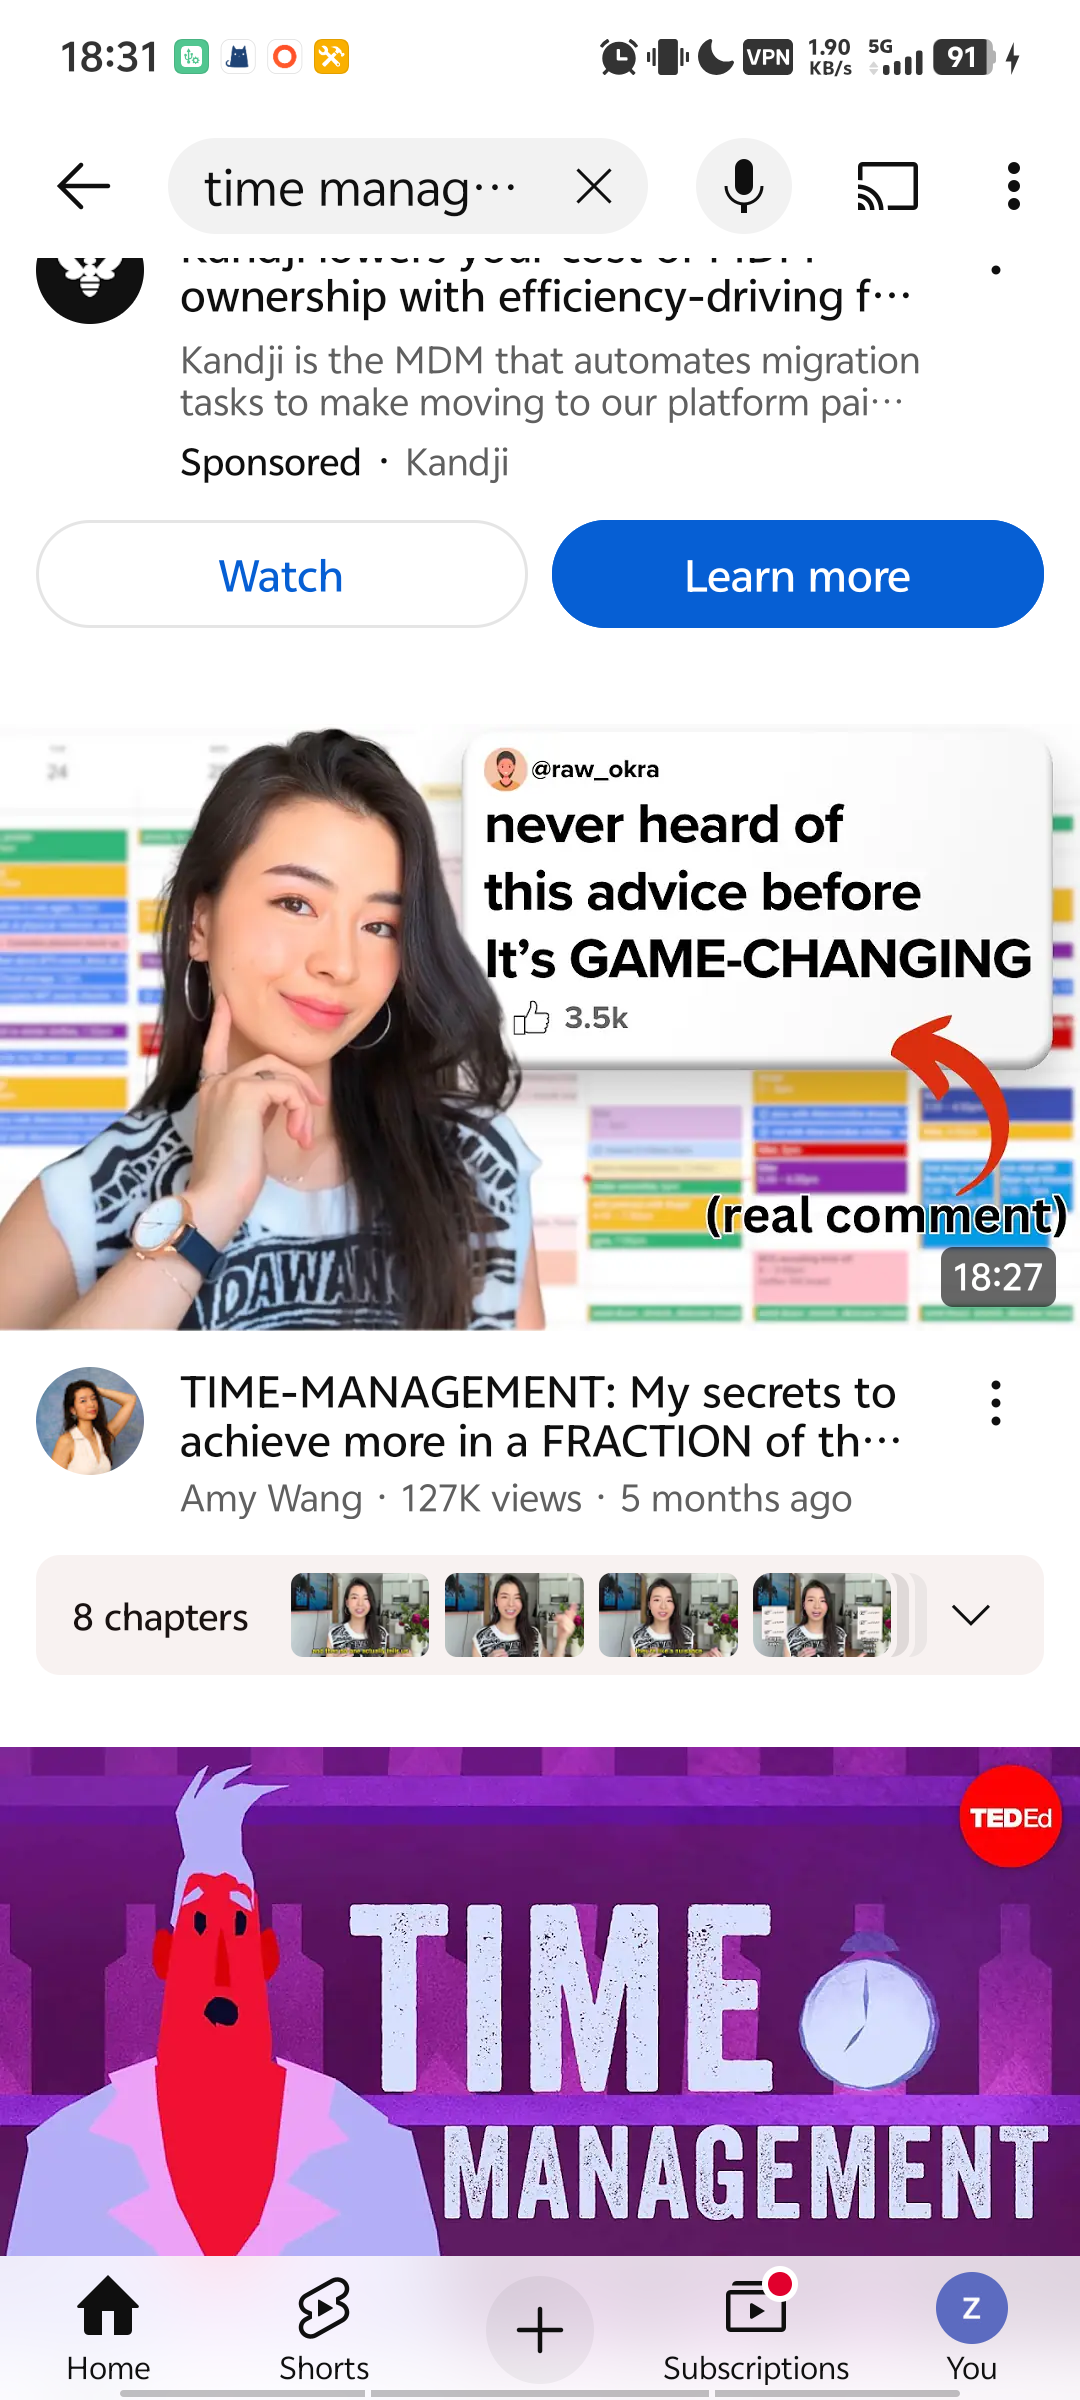 18:31
VPN
1.90 KB/s
5G
91
time manag···
ownership with efficiency-driving f···
Kandji is the MDM that automates migration
tasks to make moving to our platform pai···
Sponsored · Kandji
Watch
Learn more
24
@raw_okra
never heard of
this advice before
It's GAME-CHANGING
3.5k
(real comment)
DAWAN
18:27
TIME-MANAGEMENT: My secrets to
achieve more in a FRACTION of th···
Amy Wang · 127K views · 5 months ago
8 chapters
TEDEd
TIME
MANAGEMENT
Home
Shorts
Subscriptions
Z
You